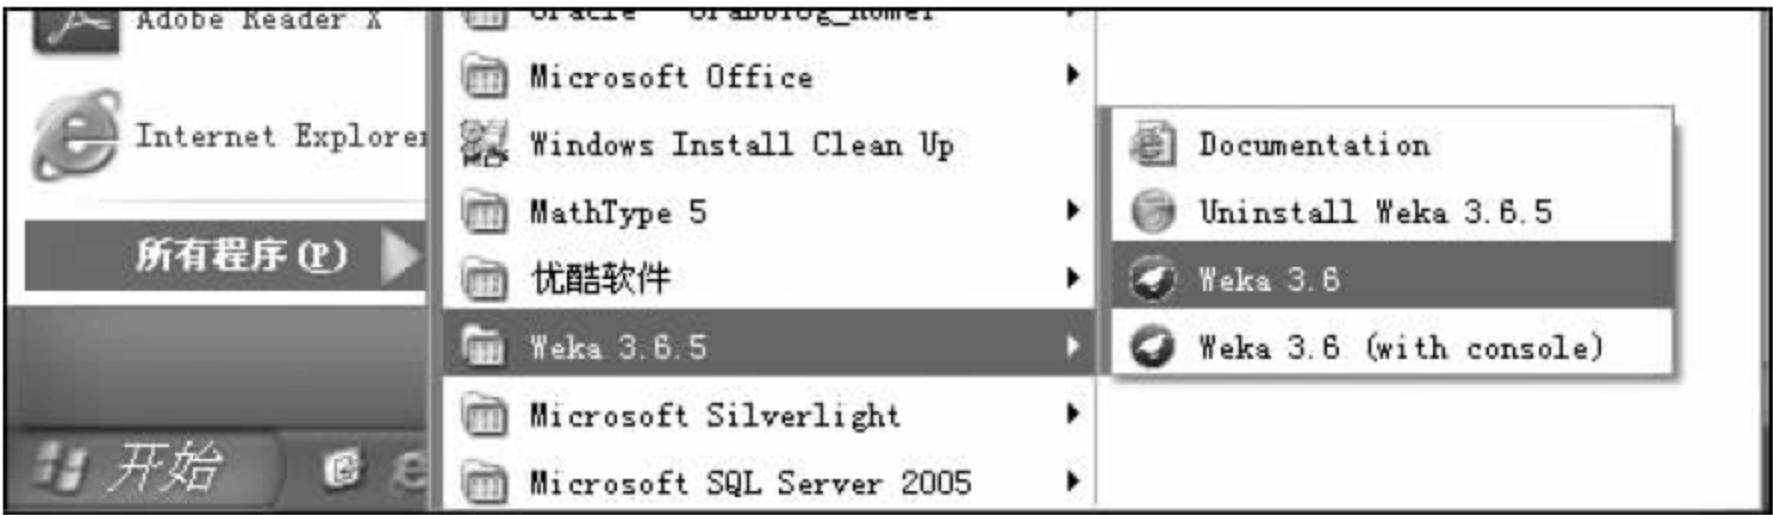 Adobe Reader X
Internet Explorer
所有程序(P)
开始
Microsoft Office
Windows Install Clean Up
MathType 5
优酷软件
Weka 3.6.5
Microsoft Silverlight
Microsoft SQL Server 2005
Documentation
Uninstall Weka 3.6.5
Weka 3.6
Weka 3.6 (with console)